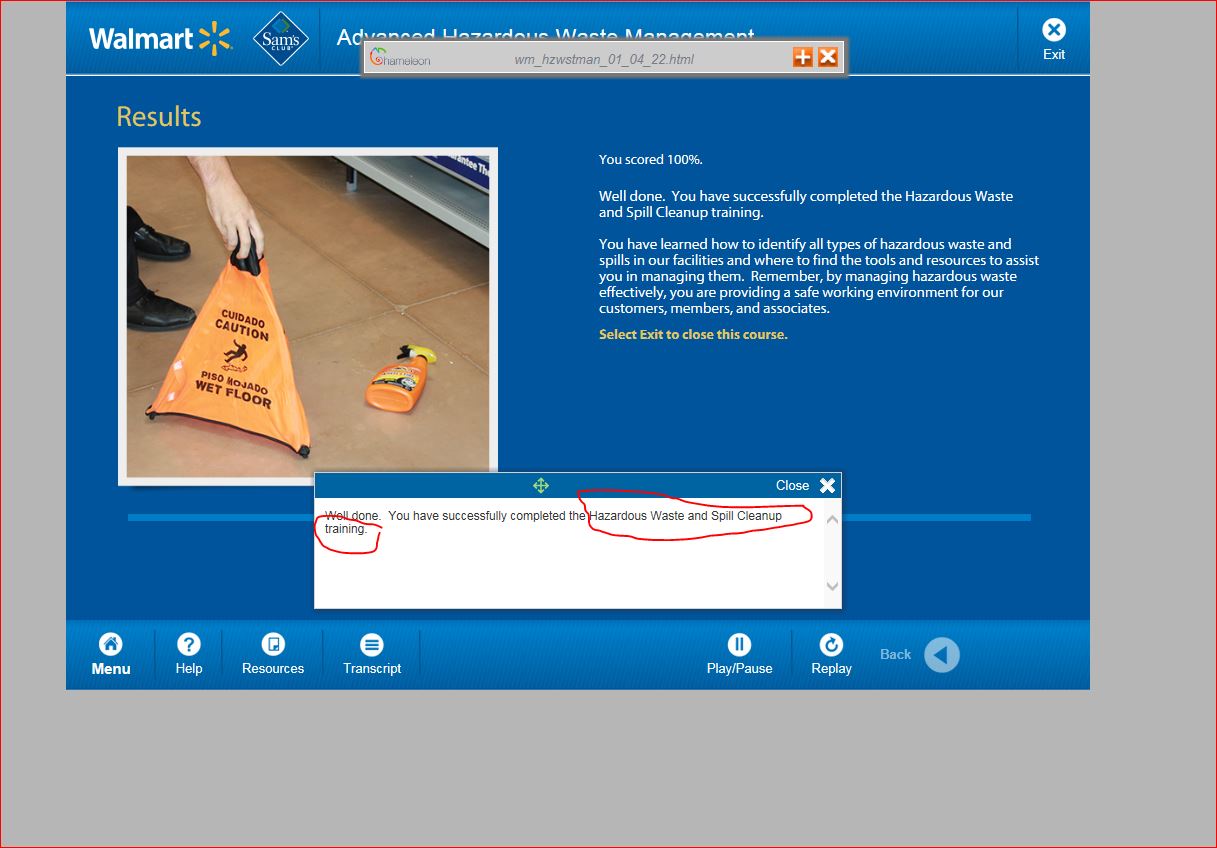 Walmart
Sam's
CLUB
Advanced Hazardous Waste Management
Exit
Chameleon
wm_hzwstman_01_04_22.html
Results
uarantee The
CUIDADO
CAUTION
PISO MOJADO
WET FLOOR
You scored 100%.
Well done.  You have successfully completed the Hazardous Waste
and Spill Cleanup training.
You have learned how to identify all types of hazardous waste and
spills in our facilities and where to find the tools and resources to assist
you in managing them.  Remember, by managing hazardous waste
effectively, you are providing a safe working environment for our
customers, members, and associates.
Select Exit to close this course.
Close
Well done.  You have successfully completed the Hazardous Waste and Spill Cleanup
training.
Menu
Help
Resources
Transcript
Play/Pause
Replay
Back